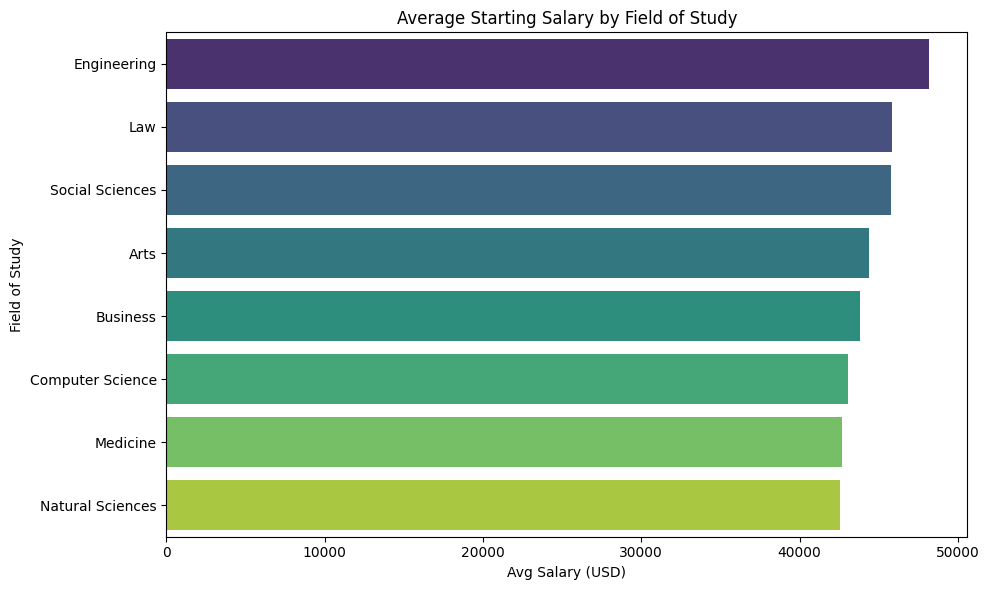 Average Starting Salary by Field of Study
Field of Study
Engineering
Law
Social Sciences
Arts
Business
Computer Science
Medicine
Natural Sciences
0 10000 20000 30000 40000 50000
Avg Salary (USD)